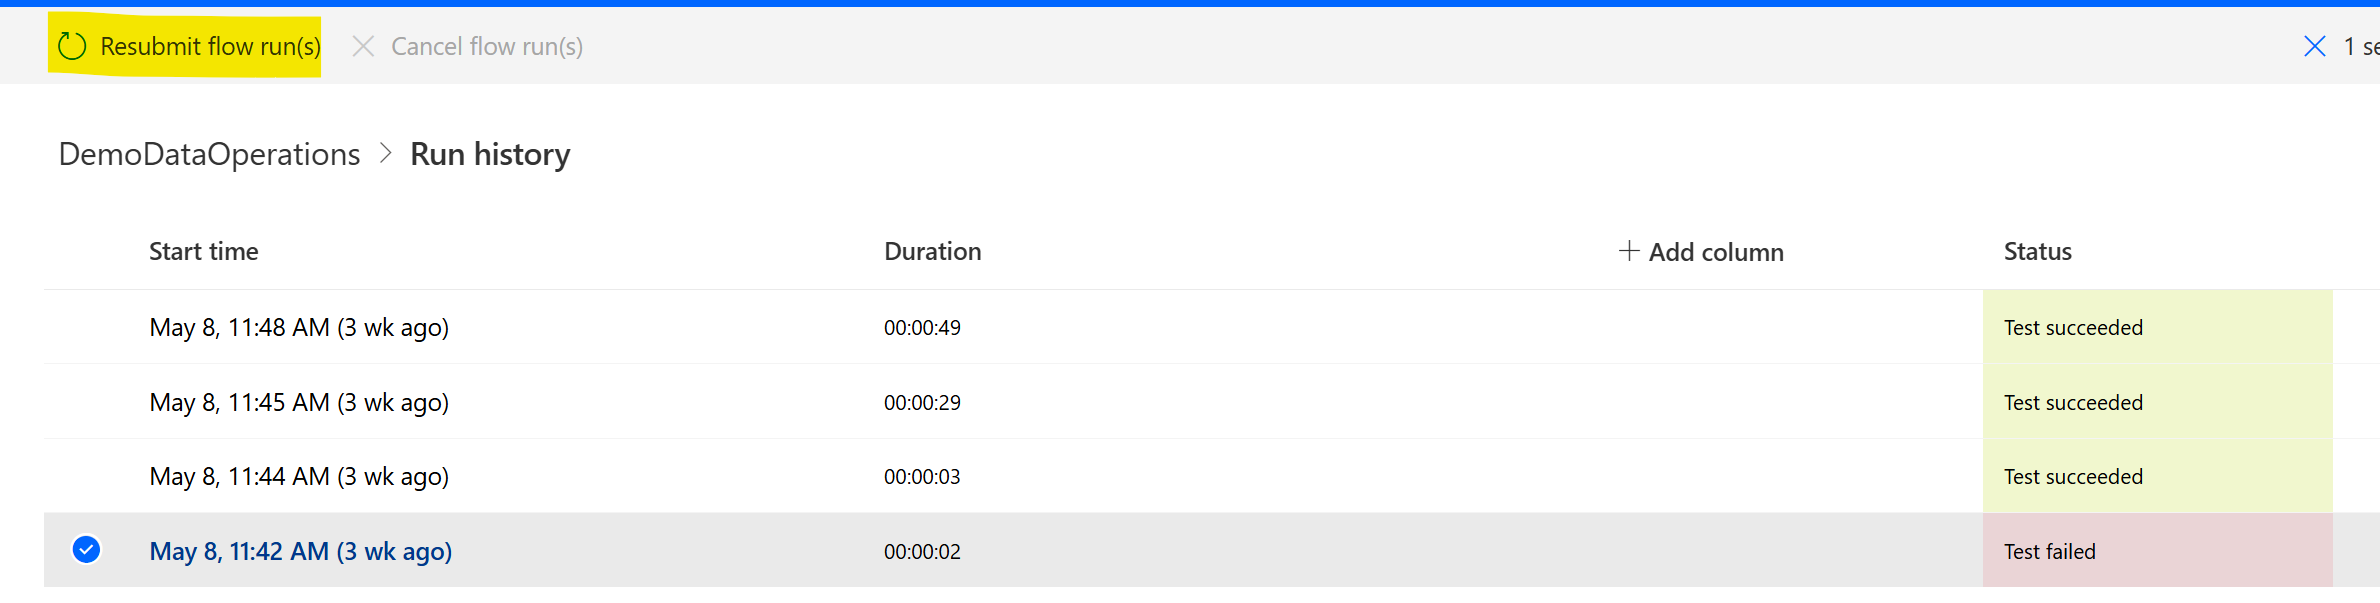 Resubmit flow run(s) Cancel flow run(s) 1 se
DemoDataOperations > Run history
Start time Duration + Add column Status
May 8, 11:48 AM (3 wk ago) 00:00:49 Test succeeded
May 8, 11:45 AM (3 wk ago) 00:00:29 Test succeeded
May 8, 11:44 AM (3 wk ago) 00:00:03 Test succeeded
May 8, 11:42 AM (3 wk ago) 00:00:02 Test failed